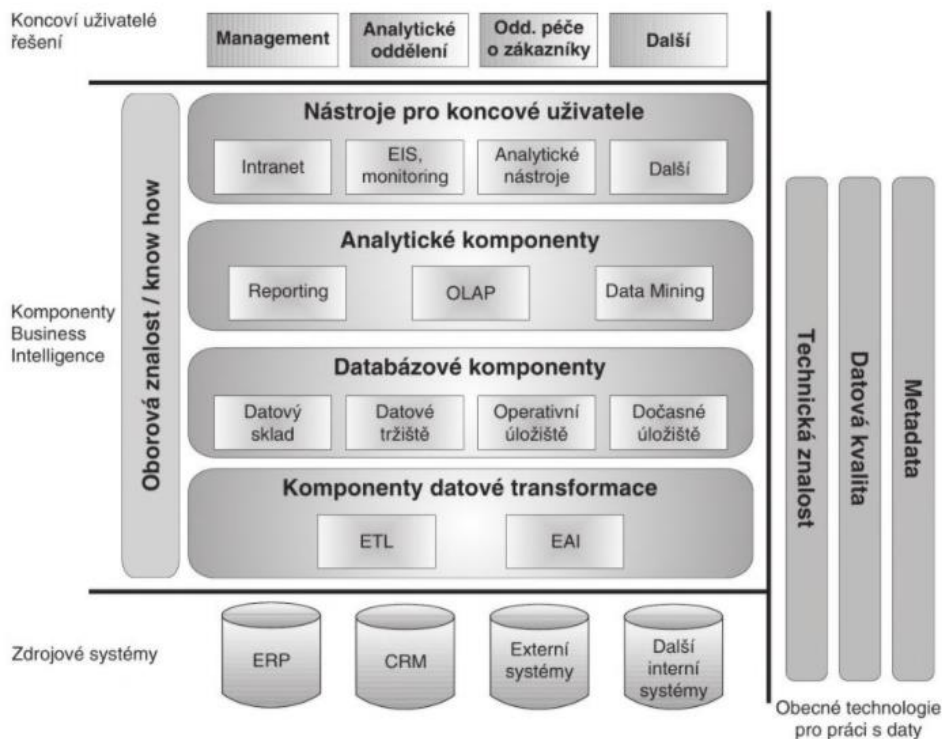 Koncoví uživatelé
řešení
Management
Analytické
oddělení
Odd. péče
o zákazníky
Další
Nástroje pro koncové uživatele
Intranet
EIS,
monitoring
Analytické
nástroje
Další
Analytické komponenty
Reporting
OLAP
Data Mining
Komponenty
Business
Intelligence
Oborová znalost / know how
Databázové komponenty
Datový
sklad
Datové
tržiště
Operativní
úložiště
Dočasné
úložiště
Komponenty datové transformace
ETL
EAI
Technická znalost
Datová kvalita
Metadata
Zdrojové systémy
ERP
CRM
Externí
systémy
Další
interní
systémy
Obecné technologie
pro práci s daty